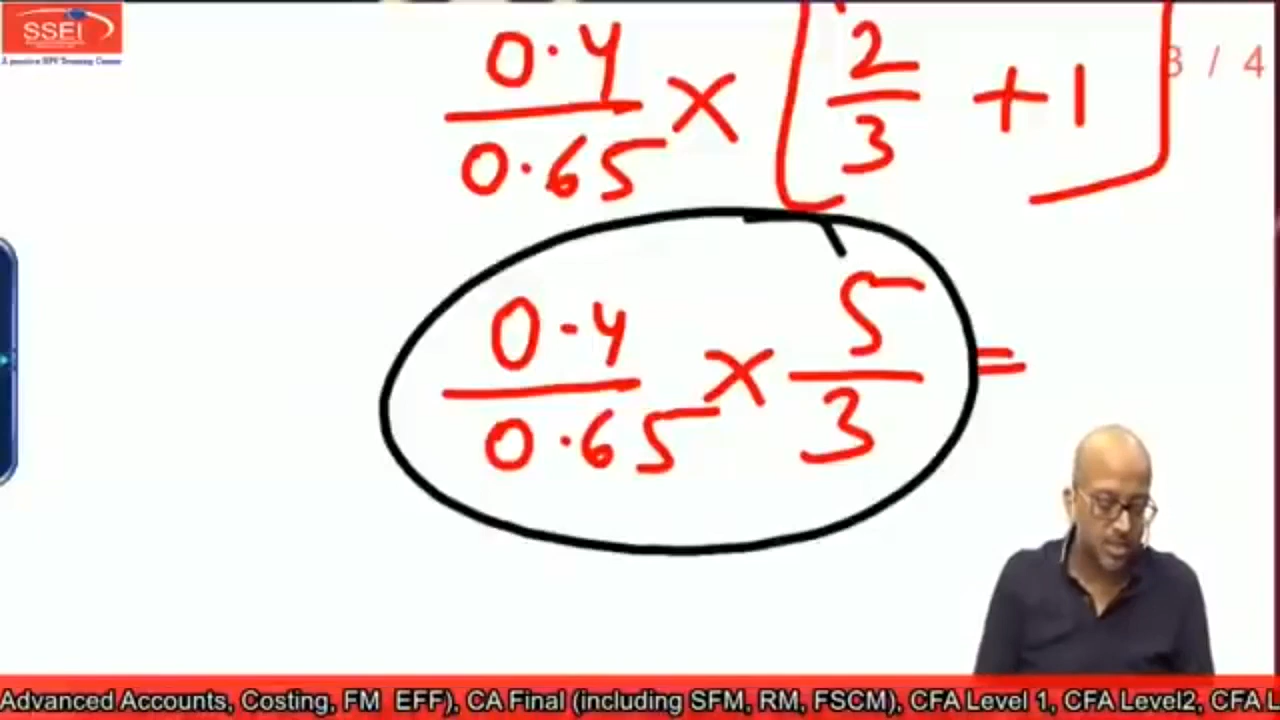 SSEI
0.4/0.65 × [2/3 + 1]
3 / 4
0.4/0.65 × 5/3 =
Advanced Accounts, Costing, FM EFF), CA Final (including SFM, RM, FSCM), CFA Level 1, CFA Level2, CFA L